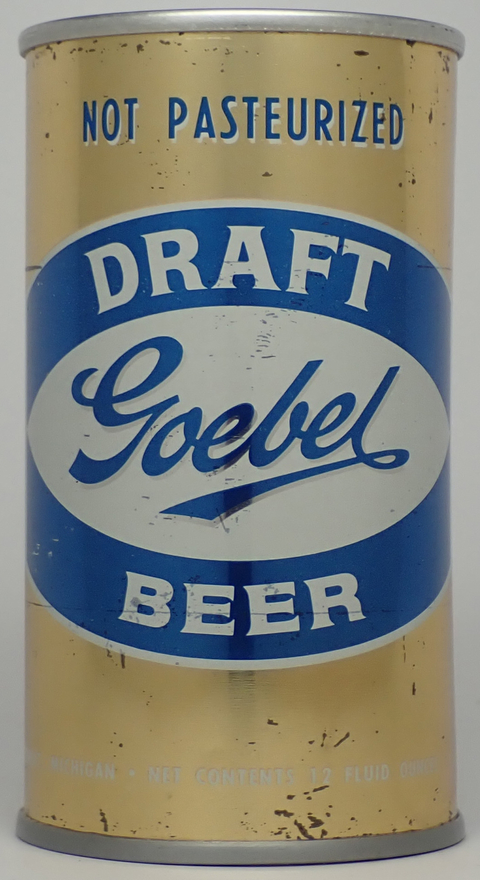 NOT PASTEURIZED
DRAFT
Goebel
BEER
MICHIGAN • NET CONTENTS 12 FLUID